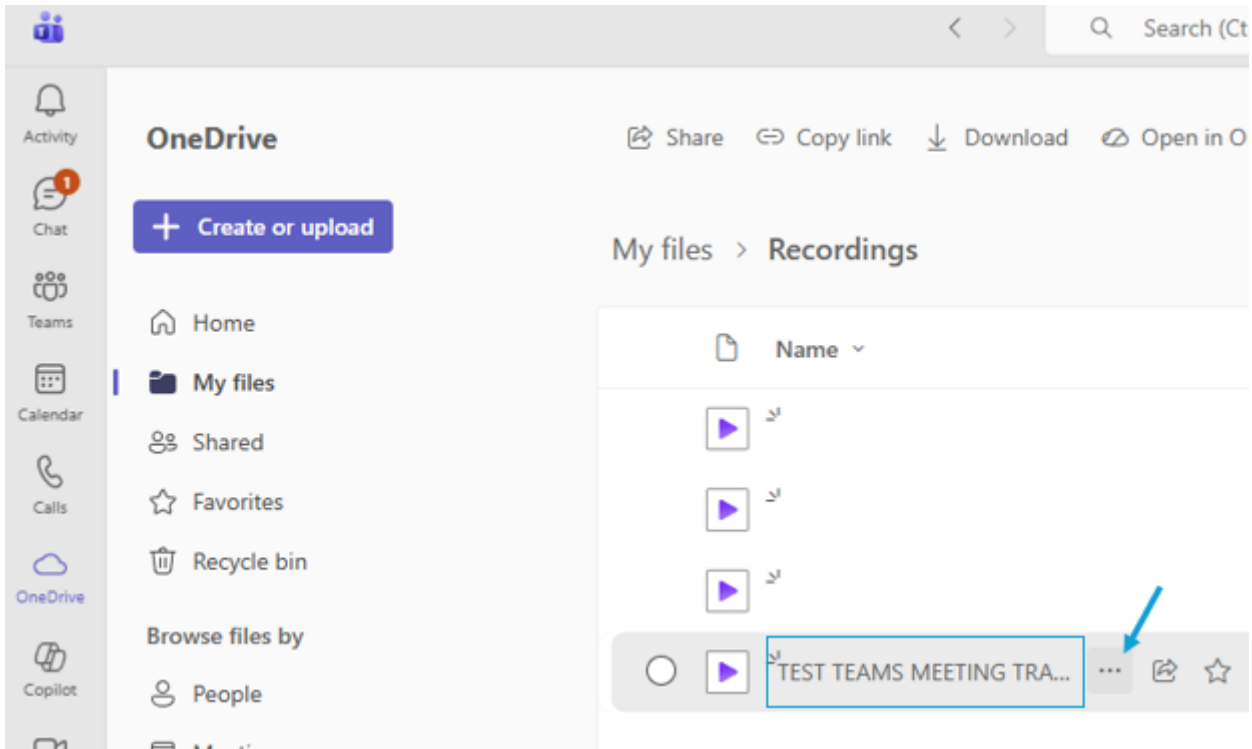 Search (Ct
Activity
Chat
1
Teams
Calendar
Calls
OneDrive
Copilot
OneDrive
Create or upload
Home
My files
Shared
Favorites
Recycle bin
Browse files by
People
Share Copy link Download Open in O
My files > Recordings
Name
TEST TEAMS MEETING TRA...